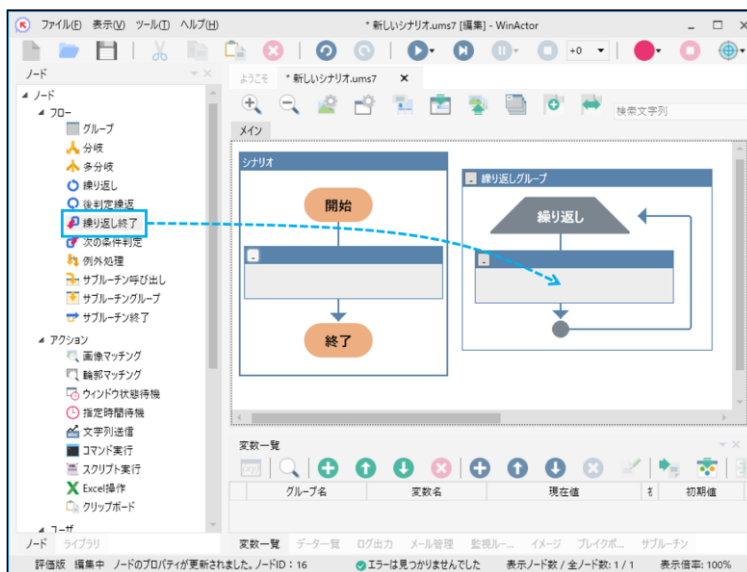 ファイル(F) 表示(V) ツール(T) ヘルプ(H) * 新しいシナリオ.ums7 [編集] - WinActor
+0
ノード
ようこそ * 新しいシナリオ.ums7
検索文字列
メイン
ノード
フロー
グループ
分岐
多分岐
繰り返し
後判定繰返
繰り返し終了
次の条件判定
例外処理
サブルーチン呼び出し
サブルーチングループ
サブルーチン終了
アクション
画像マッチング
輪郭マッチング
ウィンドウ状態待機
指定時間待機
文字列送信
コマンド実行
スクリプト実行
Excel操作
クリップボード
ユーザ
ノード ライブラリ
シナリオ
開始
終了
繰り返しグループ
繰り返し
変数一覧
グループ名 変数名 現在値 初期値
変数一覧 データ一覧 ログ出力 メール管理 監視ルー... イメージ ブレイクポ... サブルーチン
評価版 編集中 ノードのプロパティが更新されました。ノードID : 16 エラーは見つかりませんでした 表示ノード数 / 全ノード数: 1 / 1 表示倍率: 100%